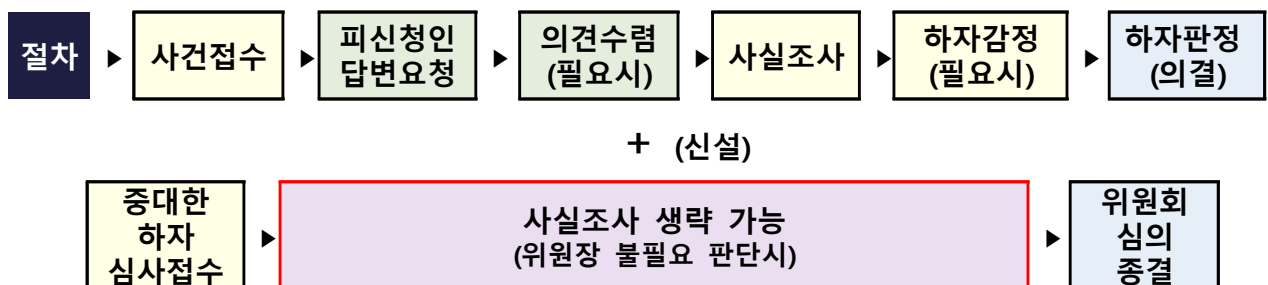 절차 ▶ 사건접수 ▶ 피신청인 답변요청 ▶ 의견수렴 (필요시) ▶ 사실조사 ▶ 하자감정 (필요시) ▶ 하자판정 (의결)
+ (신설)
중대한 하자 심사접수 ▶ 사실조사 생략 가능 (위원장 불필요 판단시) ▶ 위원회 심의 종결